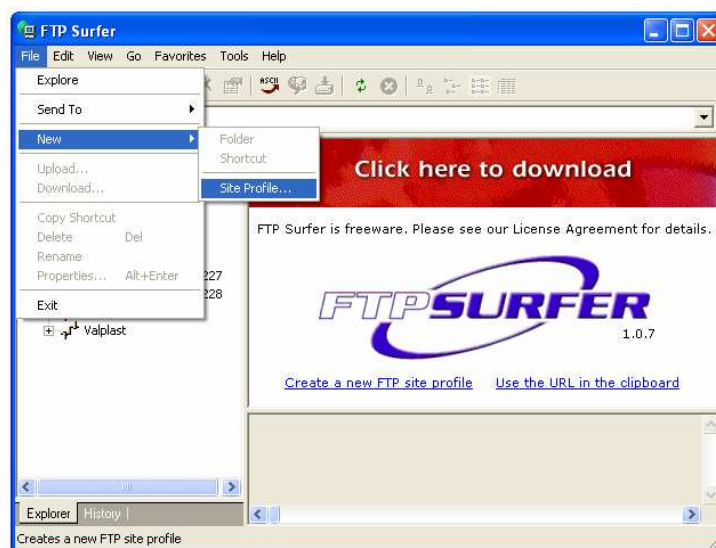 FTP Surfer
File Edit View Go Favorites Tools Help
Explore
Send To
New
Folder
Shortcut
Site Profile...
Upload...
Download...
Copy Shortcut
Delete Del
Rename
Properties... Alt+Enter
Exit
227
228
Valplast
ASCII
Click here to download
FTP Surfer is freeware. Please see our License Agreement for details.
FTPSURFER
1.0.7
Create a new FTP site profile Use the URL in the clipboard
Explorer History
Creates a new FTP site profile